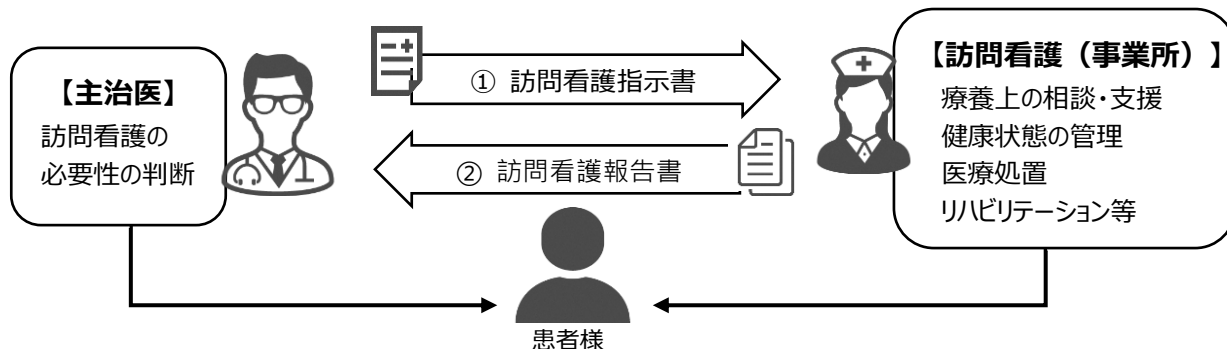 【主治医】
訪問看護の
必要性の判断
① 訪問看護指示書
② 訪問看護報告書
【訪問看護（事業所）】
療養上の相談・支援
健康状態の管理
医療処置
リハビリテーション等
患者様